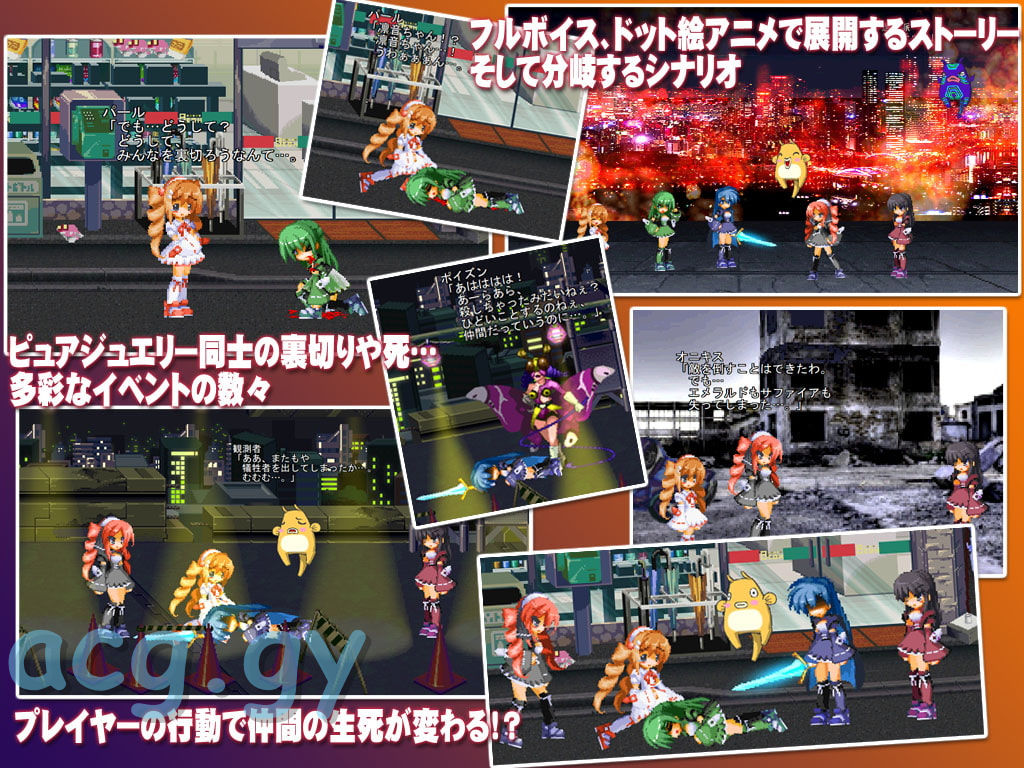 フルボイス、ドット絵アニメで展開するストーリー
そして分岐するシナリオ
パール
「凛音ちゃん!
パール
「でも…どうして?
どうして、
みんなを裏切ろうなんて…。
ポイズン
「あはははは!
あーらあら、
殺しちゃったみたいねぇ?
ひどいことするのねぇ、
仲間だっていうのに…。」
オニキス
「敵を倒すことはできたわ。
でも…
エメラルドもサファイアも
失ってしまった…。」
ピュアジュエリー同士の裏切りや死…
多彩なイベントの数々
観測者
「ああ、またもや
犠牲者を出してしまったか…
むむむ…。」
acg.gy
プレイヤーの行動で仲間の生死が変わる!?